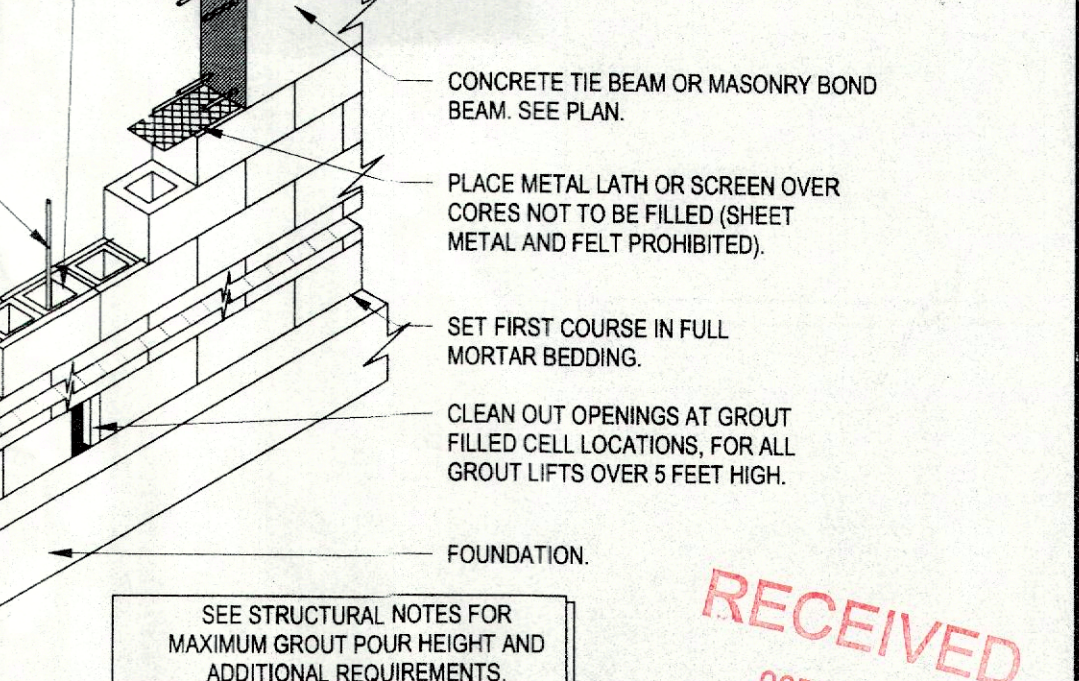 CONCRETE TIE BEAM OR MASONRY BOND
BEAM. SEE PLAN.
PLACE METAL LATH OR SCREEN OVER
CORES NOT TO BE FILLED (SHEET
METAL AND FELT PROHIBITED).
SET FIRST COURSE IN FULL
MORTAR BEDDING.
CLEAN OUT OPENINGS AT GROUT
FILLED CELL LOCATIONS, FOR ALL
GROUT LIFTS OVER 5 FEET HIGH.
FOUNDATION.
SEE STRUCTURAL NOTES FOR
MAXIMUM GROUT POUR HEIGHT AND
ADDITIONAL REQUIREMENTS.
RECEIVED